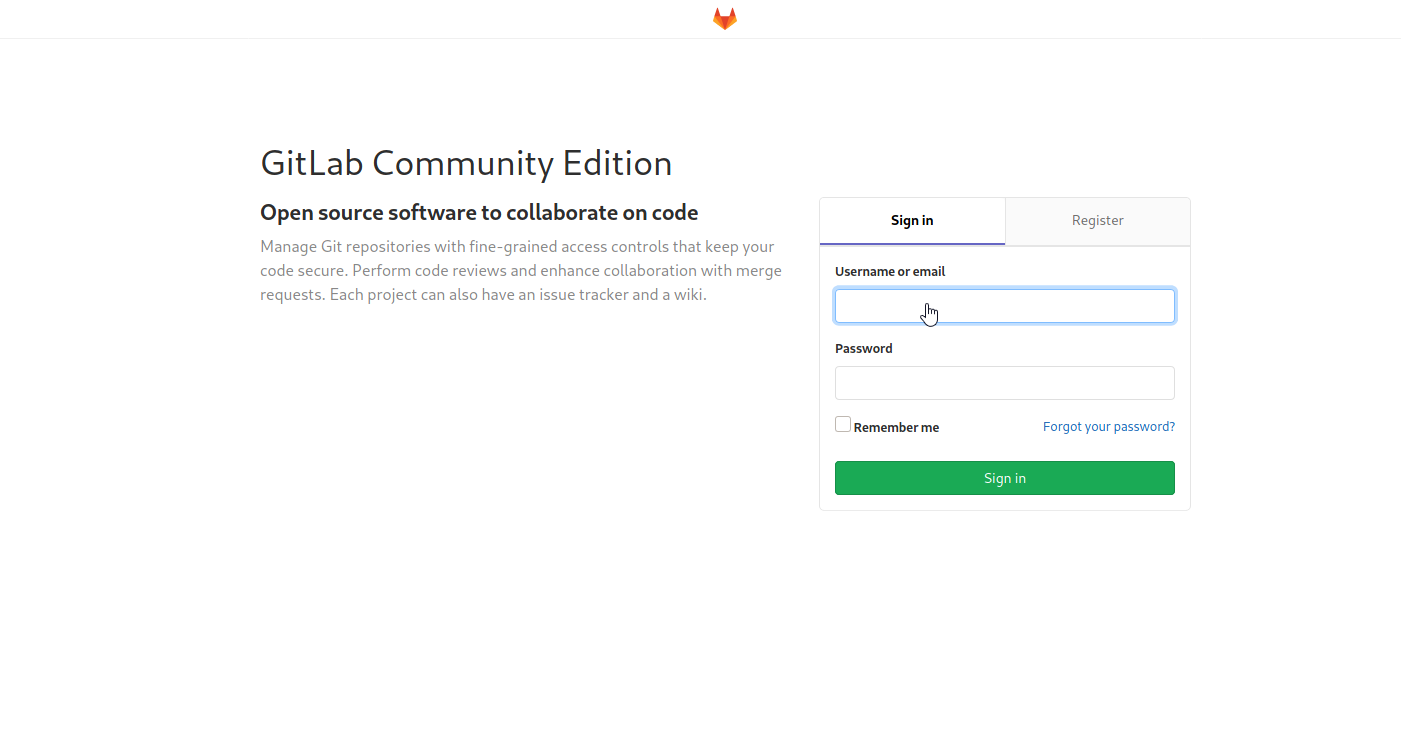 GitLab Community Edition
Open source software to collaborate on code
Manage Git repositories with fine-grained access controls that keep your
code secure. Perform code reviews and enhance collaboration with merge
requests. Each project can also have an issue tracker and a wiki.
Sign in
Register
Username or email
Password
Remember me
Forgot your password?
Sign in